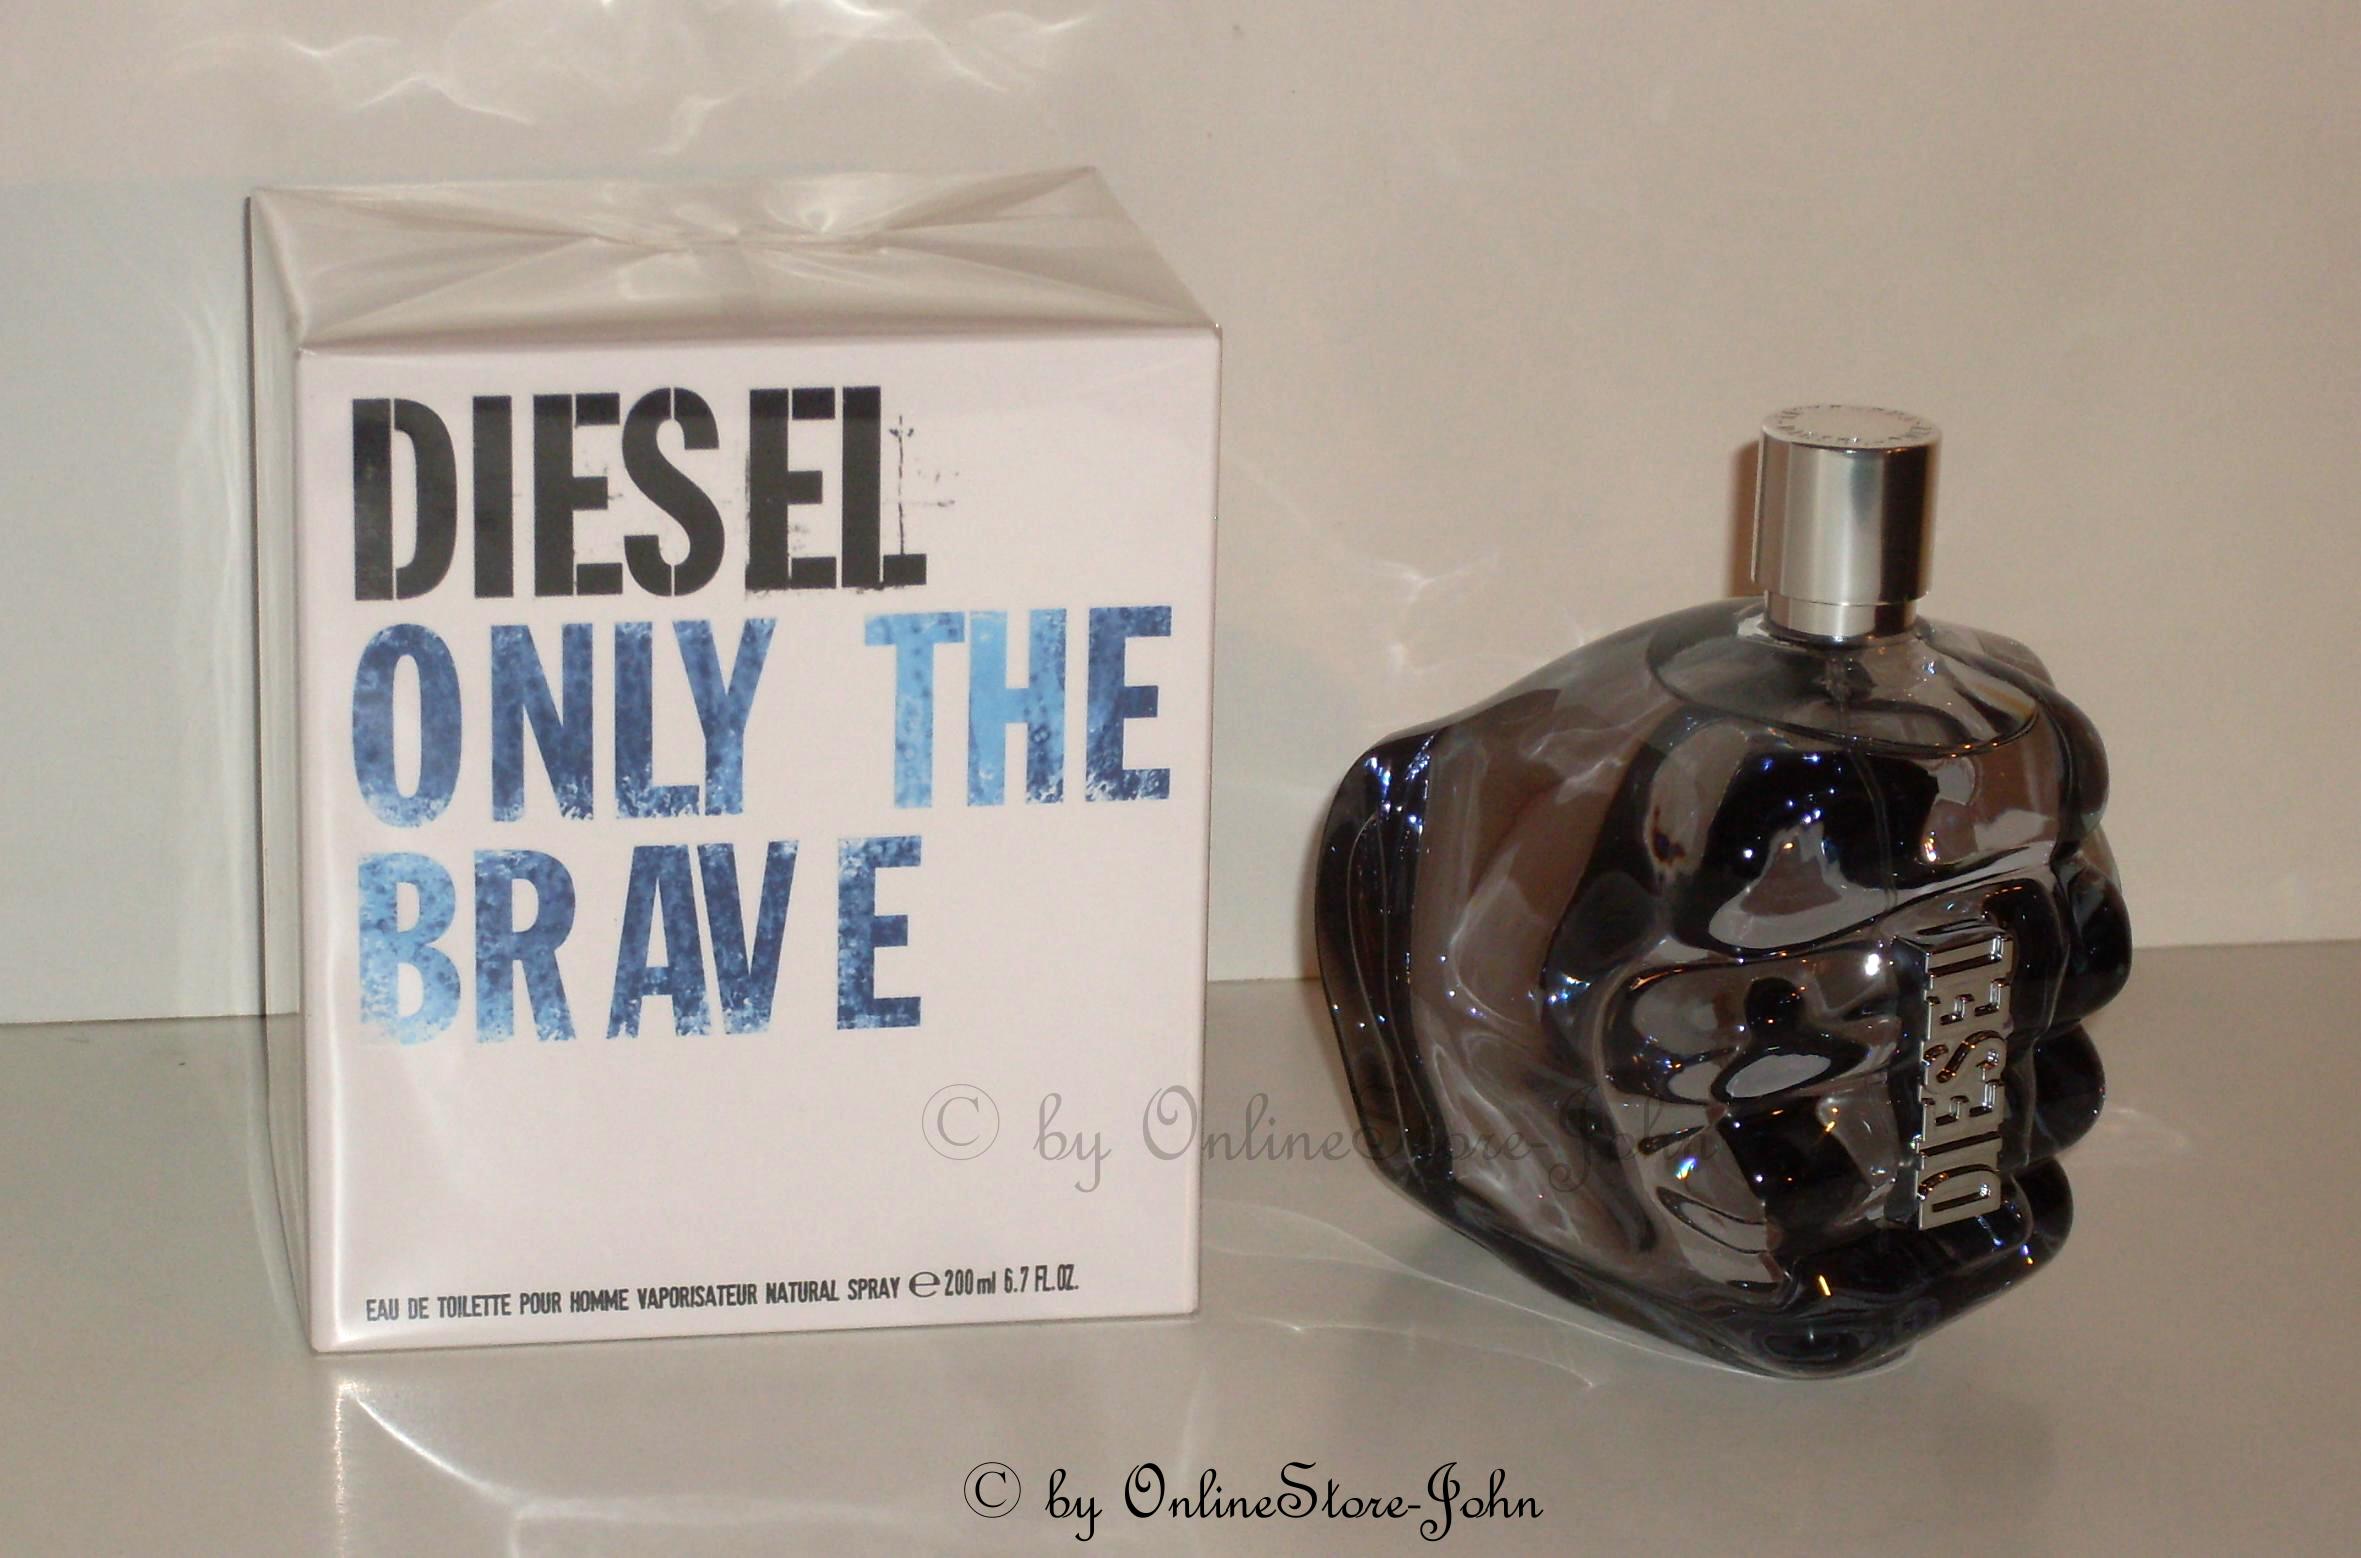 DIESEL
ONLY THE
BRAVE
EAU DE TOILETTE POUR HOMME VAPORISATEUR NATURAL SPRAY ℮ 200 ml 6.7 FL.OZ.
DIESEL
© by OnlineStore-John
© by OnlineStore-John